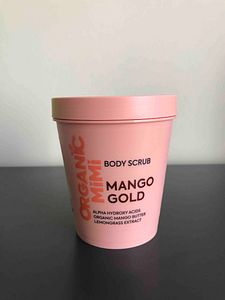 ORGANIC
MiMi
BODY SCRUB
MANGO
GOLD
ALPHA HYDROXY ACIDS
ORGANIC MANGO BUTTER
LEMONGRASS EXTRACT